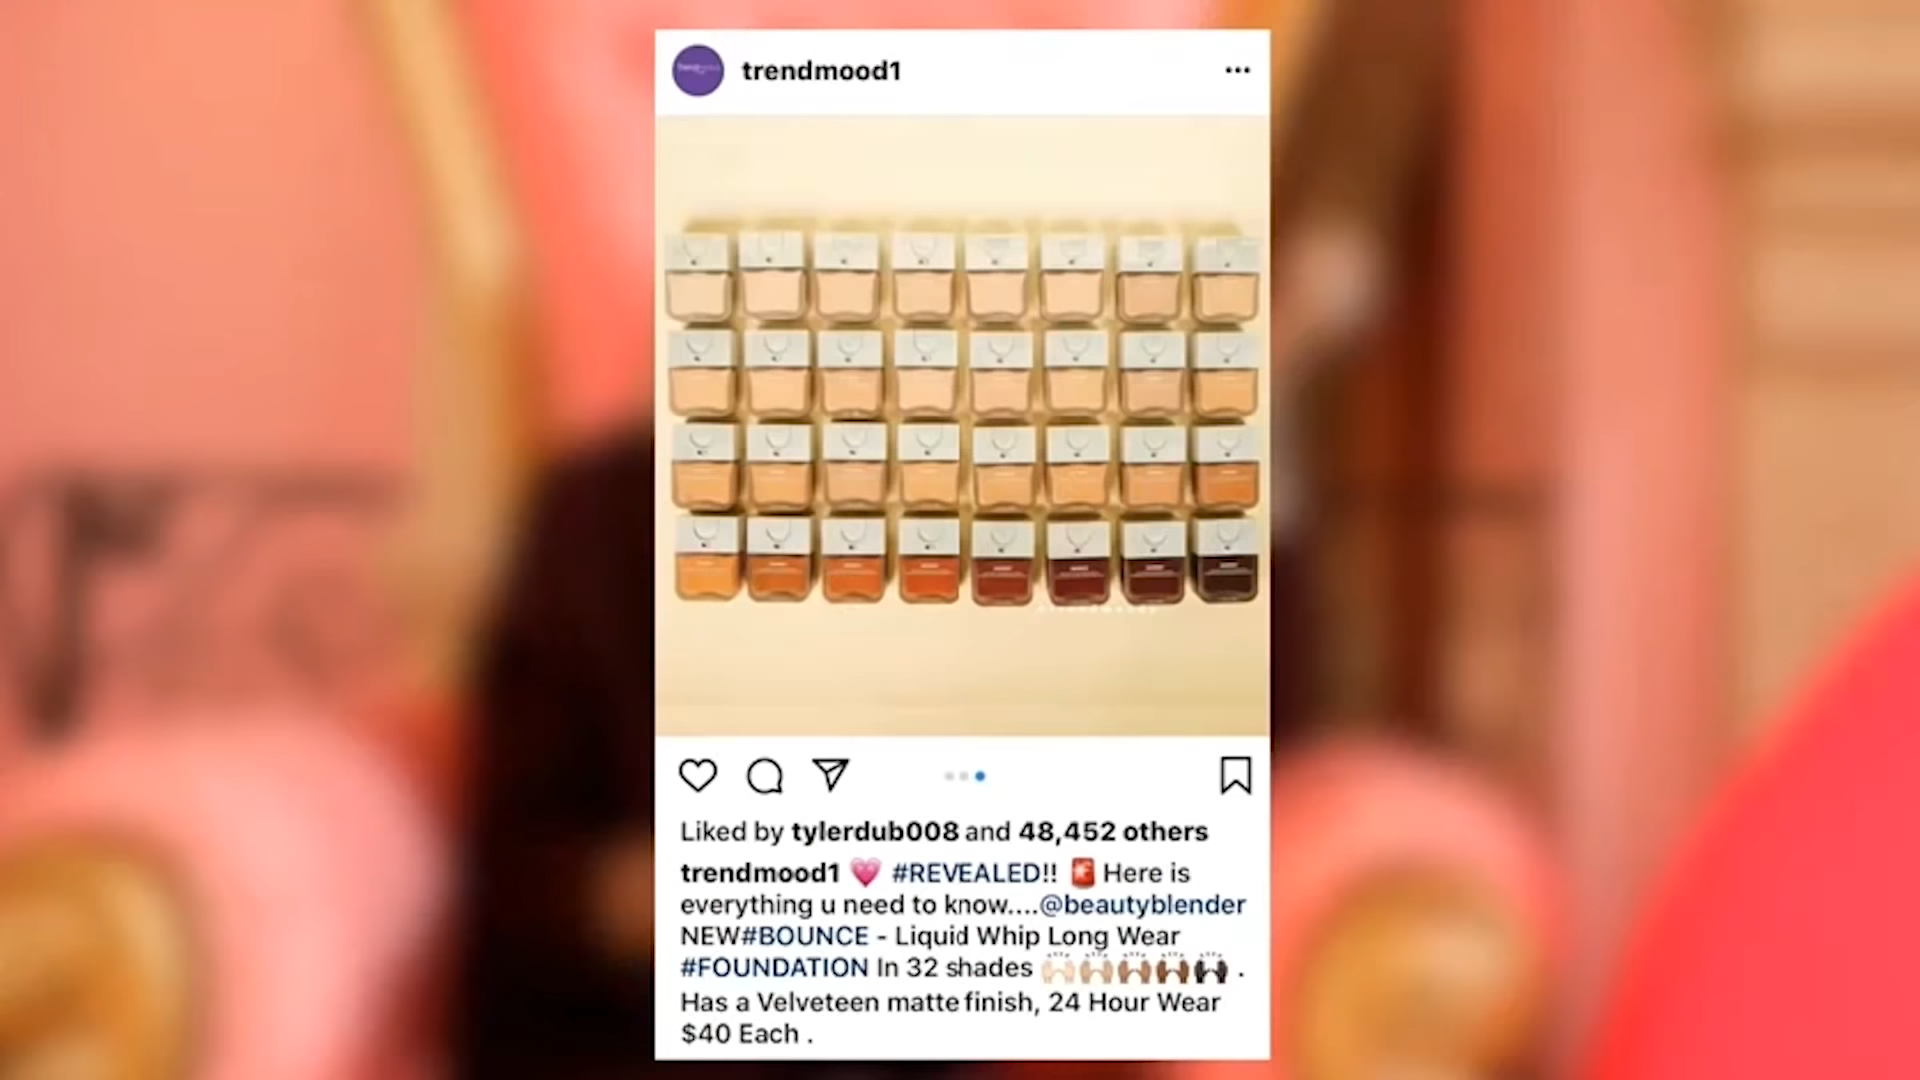 trendmood1
Liked by tylerdub008 and 48,452 others
trendmood1 💗 #REVEALED!! 🚨 Here is
everything u need to know....@beautyblender
NEW#BOUNCE - Liquid Whip Long Wear
#FOUNDATION In 32 shades 🙌🏻🙌🏼🙌🏽🙌🏾🙌🏿 .
Has a Velveteen matte finish, 24 Hour Wear
$40 Each .